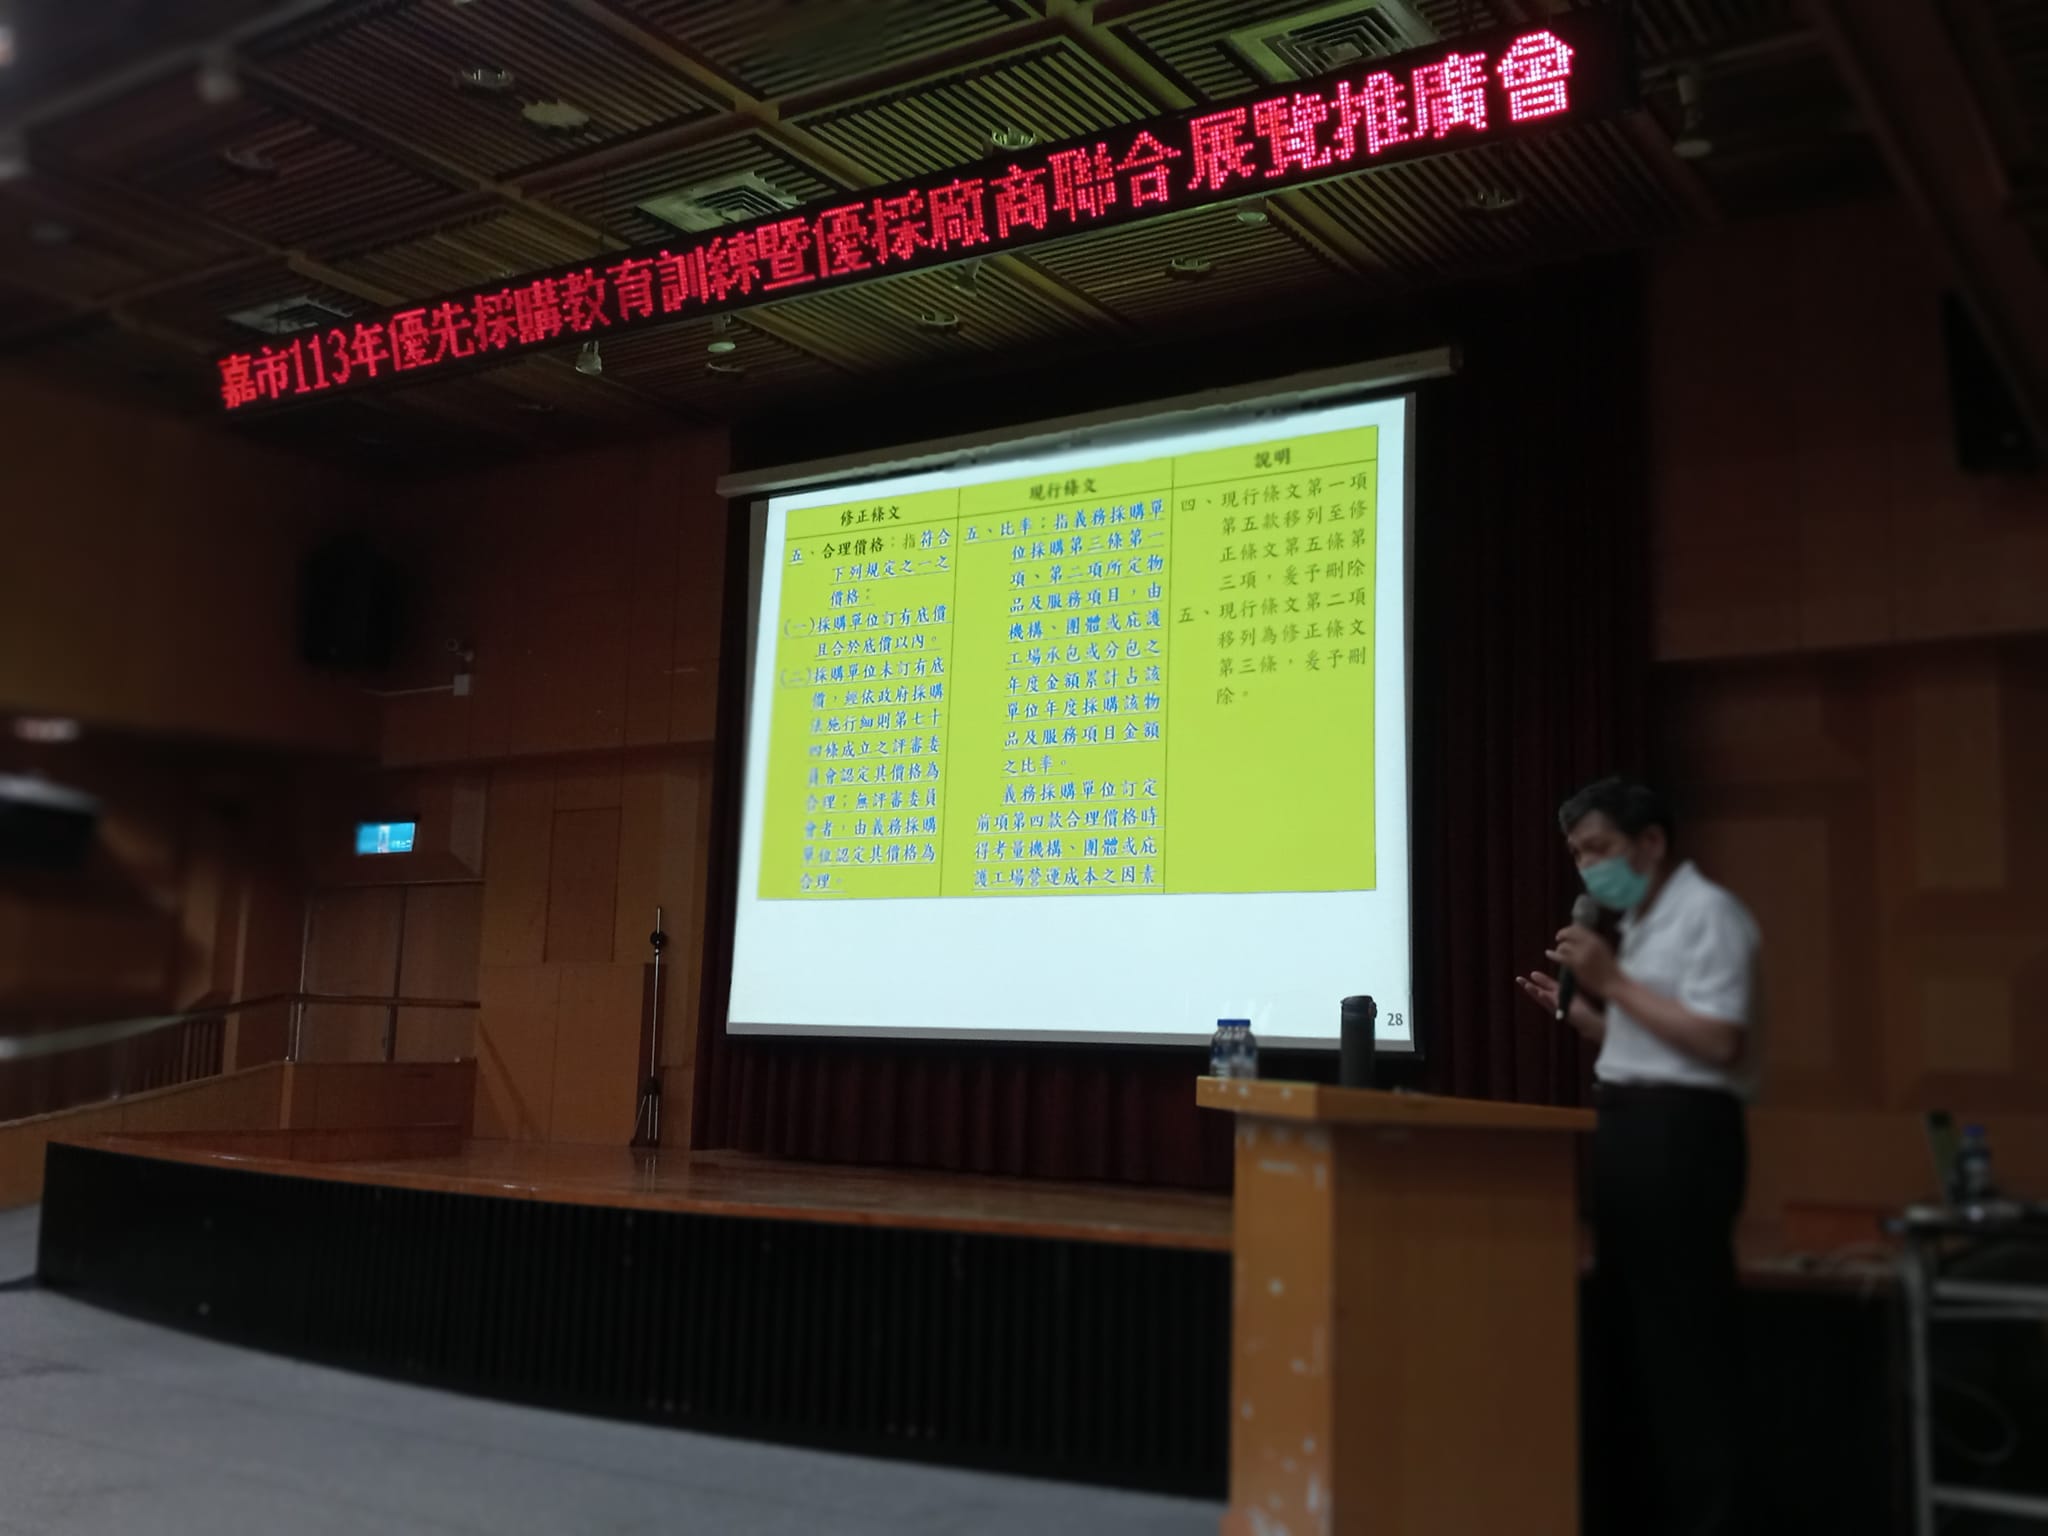 嘉市113年優先採購教育訓練暨優採廠商聯合展覽推廣會
修正條文
五、合理價格：指符合
下列規定之一之
價格：
(一)採購單位訂有底價
且合於底價以內。
(二)採購單位未訂有底
價，經依政府採購
法施行細則第七十
四條成立之評審委
員會認定其價格為
合理；無評審委員
會者，由義務採購
單位認定其價格為
合理。
現行條文
五、比率：指義務採購單
位採購第三條第一
項、第二項所定物
品及服務項目，由
機構、團體或庇護
工場承包或分包之
年度金額累計占該
單位年度採購該物
品及服務項目金額
之比率。
義務採購單位訂定
前項第四款合理價格時
得考量機構、團體或庇
護工場營運成本之因素
說明
四、現行條文第一項
第五款移列至修
正條文第五條第
三項，爰予刪除
五、現行條文第二項
移列為修正條文
第三條，爰予刪
除。
28